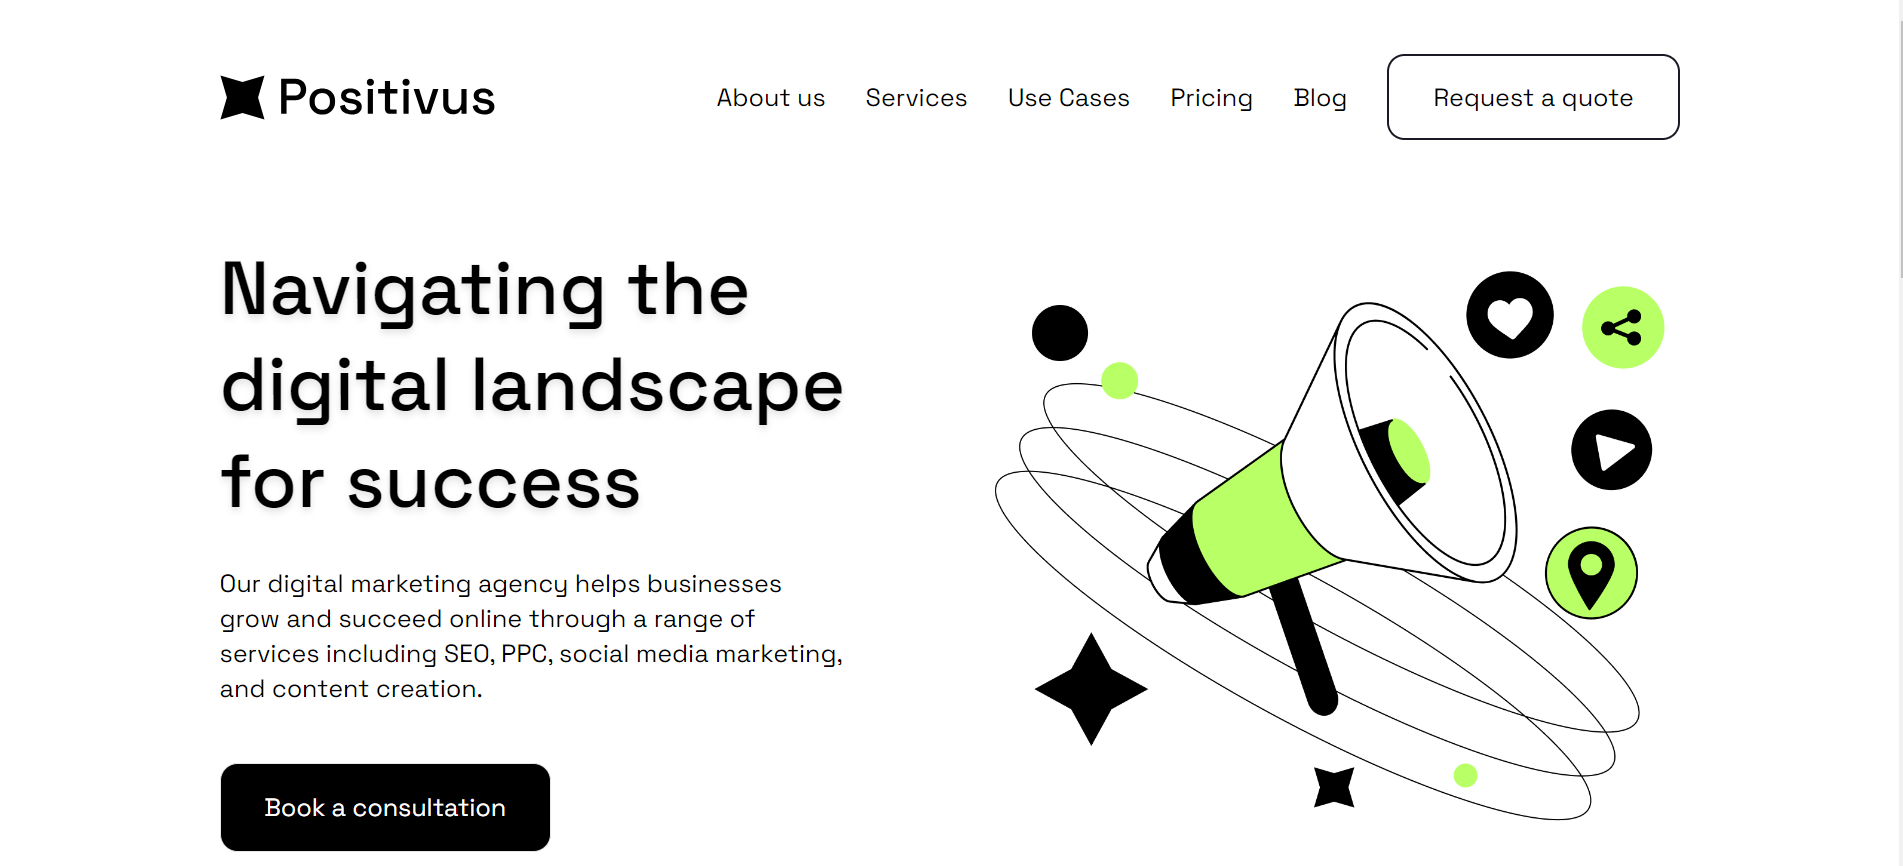 Positivus
About us
Services
Use Cases
Pricing
Blog
Request a quote
Navigating the
digital landscape
for success
Our digital marketing agency helps businesses
grow and succeed online through a range of
services including SEO, PPC, social media marketing,
and content creation.
Book a consultation